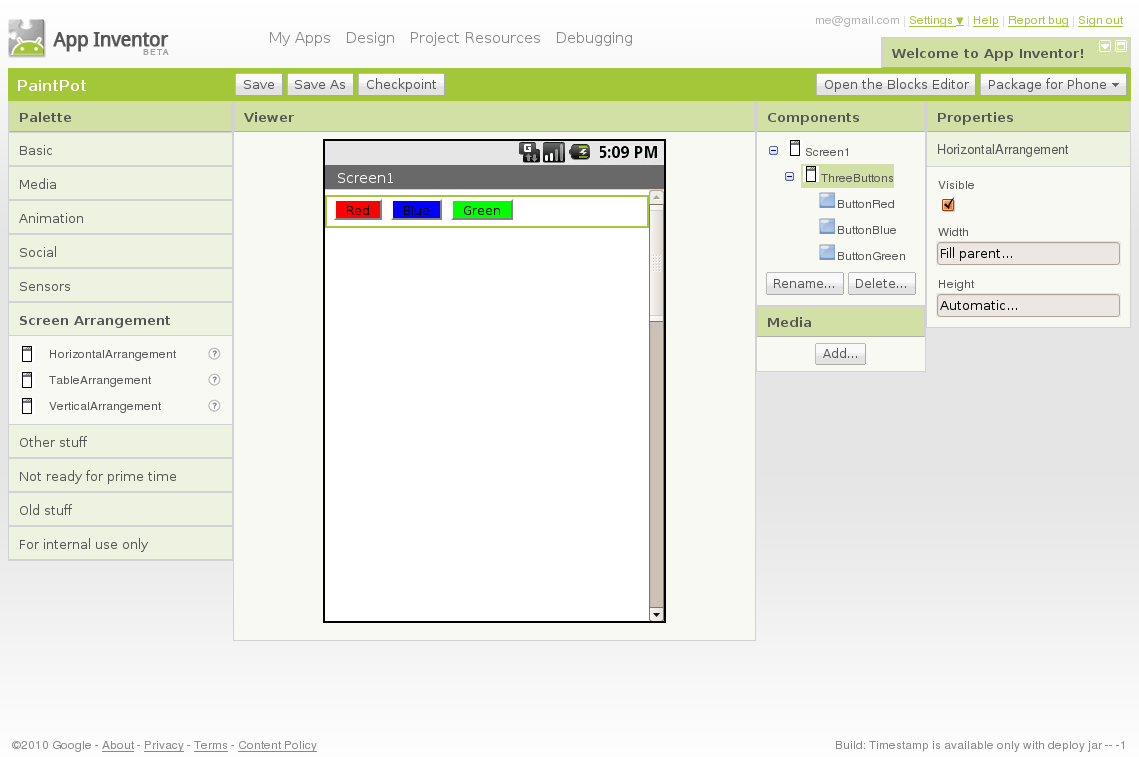 me@gmail.com | Settings ▼ | Help | Report bug | Sign out
App Inventor
BETA
My Apps Design Project Resources Debugging
Welcome to App Inventor!
PaintPot
Save Save As Checkpoint
Open the Blocks Editor Package for Phone
Palette
Basic
Media
Animation
Social
Sensors
Screen Arrangement
HorizontalArrangement ?
TableArrangement ?
VerticalArrangement ?
Other stuff
Not ready for prime time
Old stuff
For internal use only
Viewer
G 5:09 PM
Screen1
Red Blue Green
Components
Screen1
ThreeButtons
ButtonRed
ButtonBlue
ButtonGreen
Rename... Delete...
Media
Add...
Properties
HorizontalArrangement
Visible
Width
Fill parent...
Height
Automatic...
©2010 Google - About - Privacy - Terms - Content Policy
Build: Timestamp is available only with deploy jar -- -1